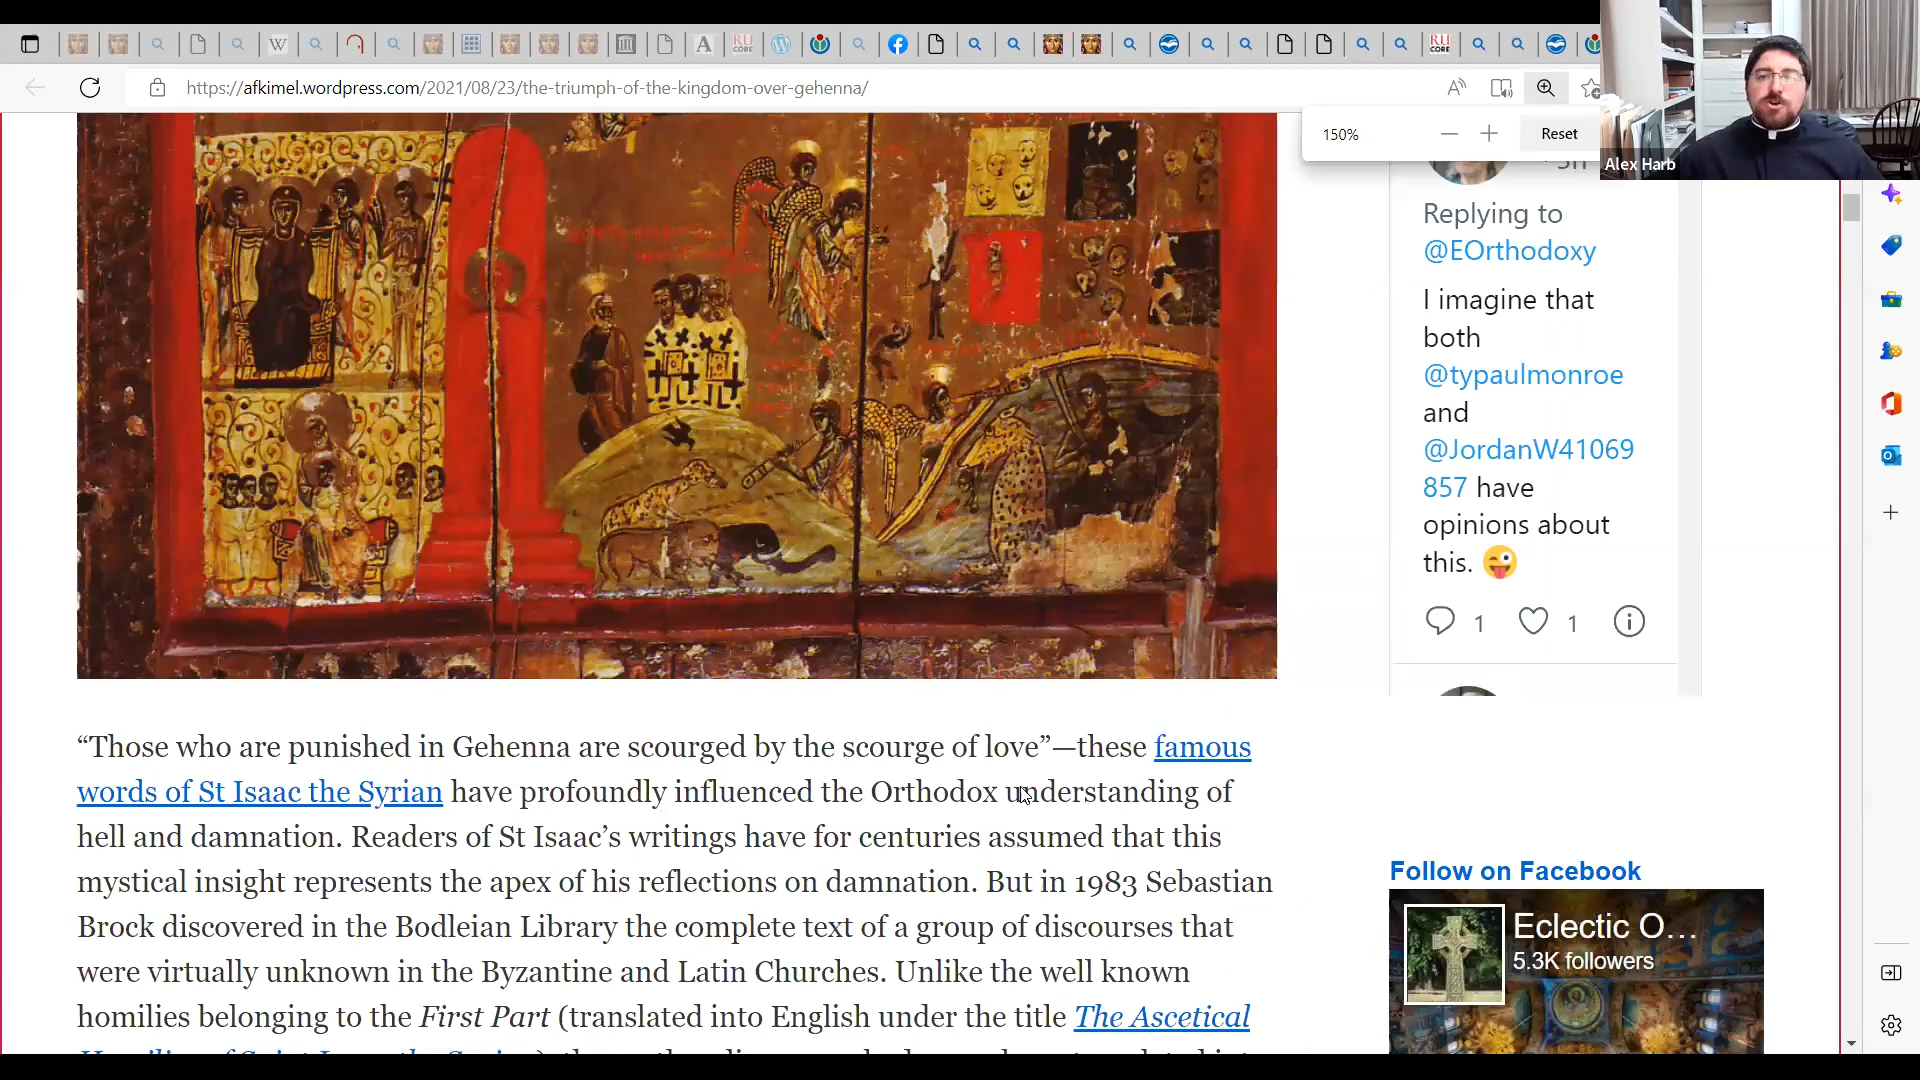 https://afkimel.wordpress.com/2021/08/23/the-triumph-of-the-kingdom-over-gehenna/
150%
Reset
Alex Harb
Replying to
@EOrthodoxy
I imagine that
both
@typaulmonroe
and
@JordanW41069
857 have
opinions about
this.
1
1
“Those who are punished in Gehenna are scourged by the scourge of love”—these famous
words of St Isaac the Syrian have profoundly influenced the Orthodox understanding of
hell and damnation. Readers of St Isaac’s writings have for centuries assumed that this
mystical insight represents the apex of his reflections on damnation. But in 1983 Sebastian
Brock discovered in the Bodleian Library the complete text of a group of discourses that
were virtually unknown in the Byzantine and Latin Churches. Unlike the well known
homilies belonging to the First Part (translated into English under the title The Ascetical
Follow on Facebook
Eclectic O…
5.3K followers